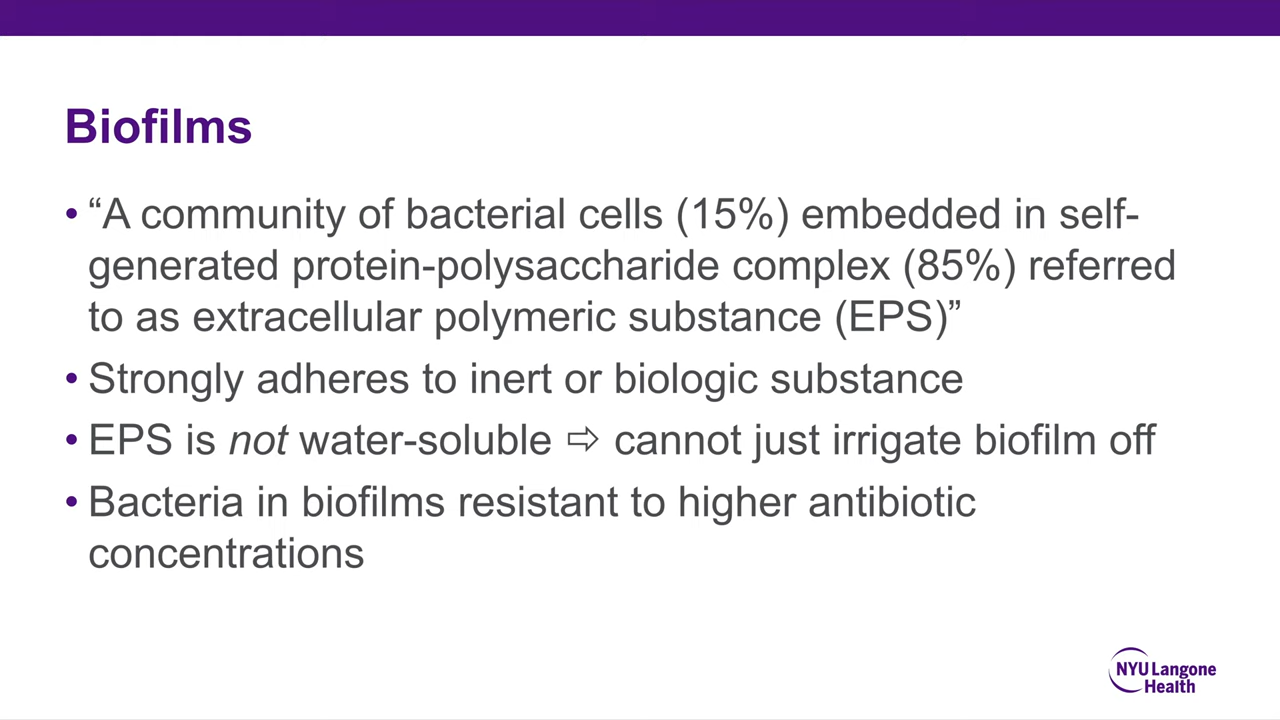 Biofilms
• “A community of bacterial cells (15%) embedded in self-
generated protein-polysaccharide complex (85%) referred
to as extracellular polymeric substance (EPS)”
• Strongly adheres to inert or biologic substance
• EPS is not water-soluble ⇨ cannot just irrigate biofilm off
• Bacteria in biofilms resistant to higher antibiotic
concentrations
NYU Langone
Health